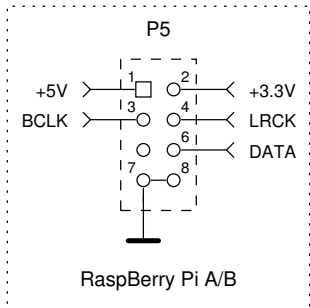 P5
1 2
+5V +3.3V
3 4
BCLK LRCK
6
DATA
7 8
RaspBerry Pi A/B